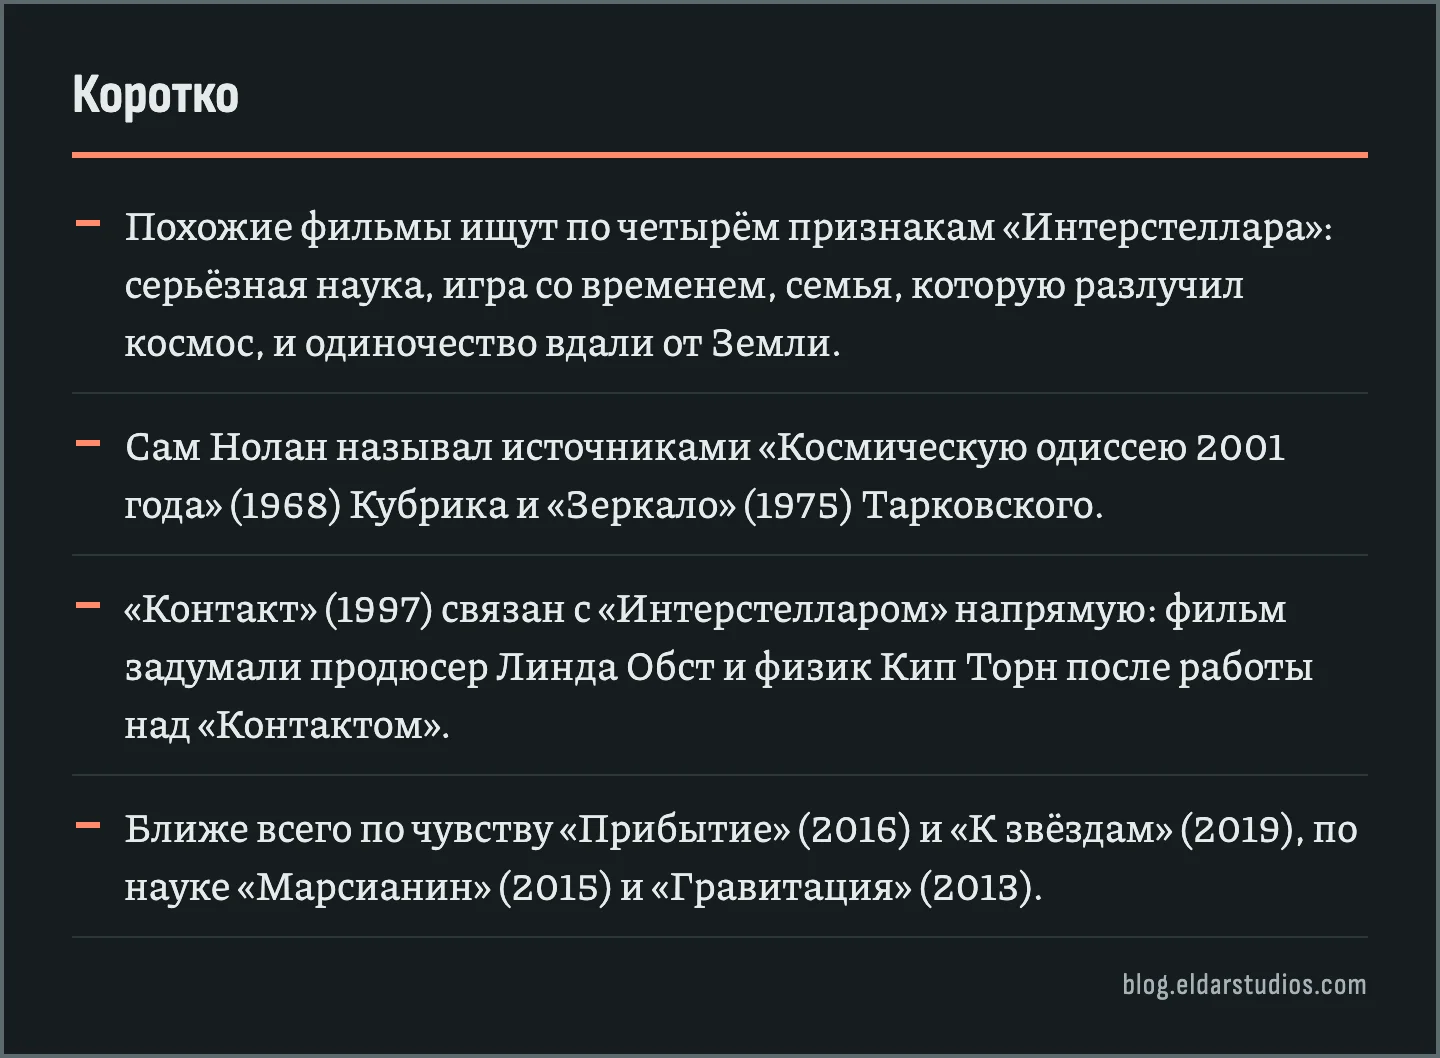 Коротко
Похожие фильмы ищут по четырём признакам «Интерстеллара»:
серьёзная наука, игра со временем, семья, которую разлучил
космос, и одиночество вдали от Земли.
Сам Нолан называл источниками «Космическую одиссею 2001
года» (1968) Кубрика и «Зеркало» (1975) Тарковского.
«Контакт» (1997) связан с «Интерстелларом» напрямую: фильм
задумали продюсер Линда Обст и физик Кип Торн после работы
над «Контактом».
Ближе всего по чувству «Прибытие» (2016) и «К звёздам» (2019), по
науке «Марсианин» (2015) и «Гравитация» (2013).
blog.eldarstudios.com